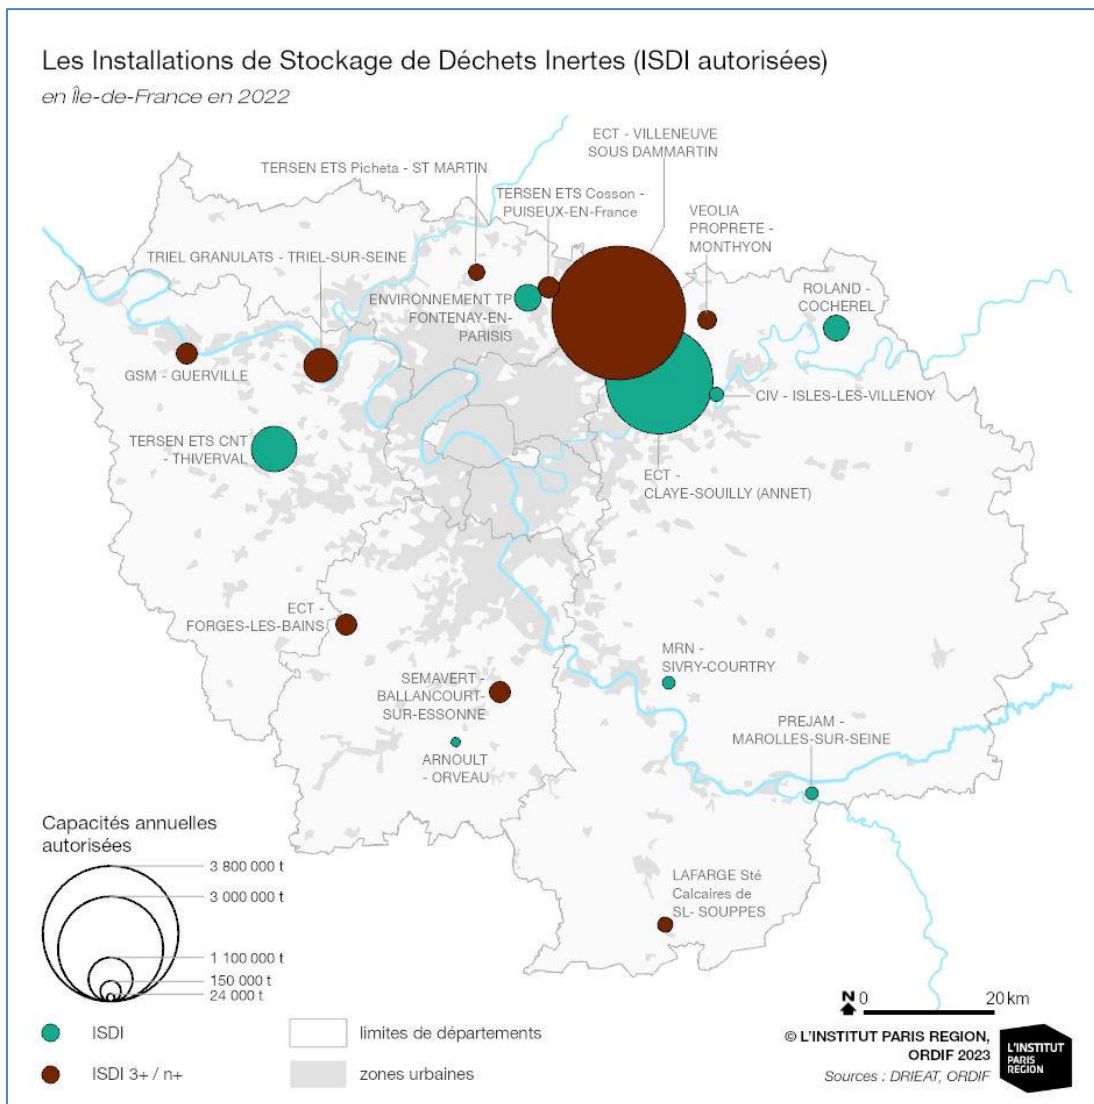 Les Installations de Stockage de Déchets Inertes (ISDI autorisées)
en Île-de-France en 2022
ECT - VILLENEUVE
SOUS DAMMARTIN
TERSEN ETS Picheta - ST MARTIN
TERSEN ETS Cosson -
PUISEUX-EN-France
VEOLIA
PROPRETE -
MONTHYON
TRIEL GRANULATS - TRIEL-SUR-SEINE
ENVIRONNEMENT TP
FONTENAY-EN-
PARISIS
ROLAND -
COCHEREL
GSM - GUERVILLE
CIV - ISLES-LES-VILLENOY
TERSEN ETS CNT
- THIVERVAL
ECT -
CLAYE-SOUILLY (ANNET)
ECT -
FORGES-LES-BAINS
MRN -
SIVRY-COURTRY
SEMAVERT -
BALLANCOURT-
SUR-ESSONNE
PREJAM -
MAROLLES-SUR-SEINE
ARNOULT
- ORVEAU
LAFARGE Sté
Calcaires de
SL- SOUPPES
Capacités annuelles
autorisées
3 800 000 t
3 000 000 t
1 100 000 t
150 000 t
24 000 t
ISDI
ISDI 3+ / n+
limites de départements
zones urbaines
N 0 20 km
© L'INSTITUT PARIS REGION,
ORDIF 2023
Sources : DRIEAT, ORDIF
L'INSTITUT
PARIS
REGION